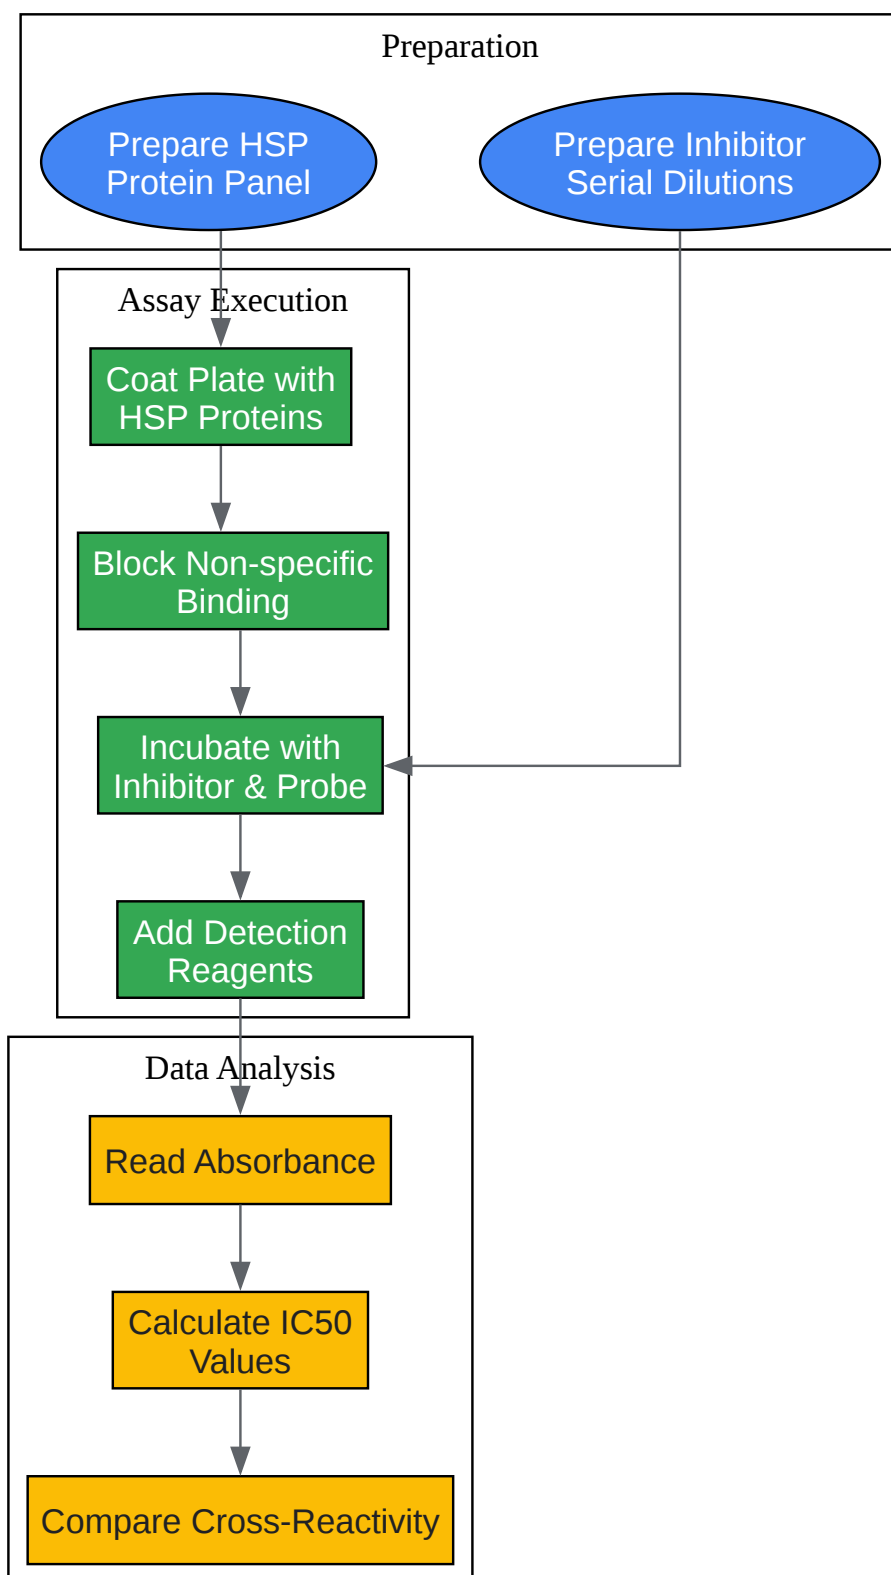 Preparation
Prepare HSP
Protein Panel
Prepare Inhibitor
Serial Dilutions
Assay Execution
Coat Plate with
HSP Proteins
Block Non-specific
Binding
Incubate with
Inhibitor & Probe
Add Detection
Reagents
Data Analysis
Read Absorbance
Calculate IC50
Values
Compare Cross-Reactivity